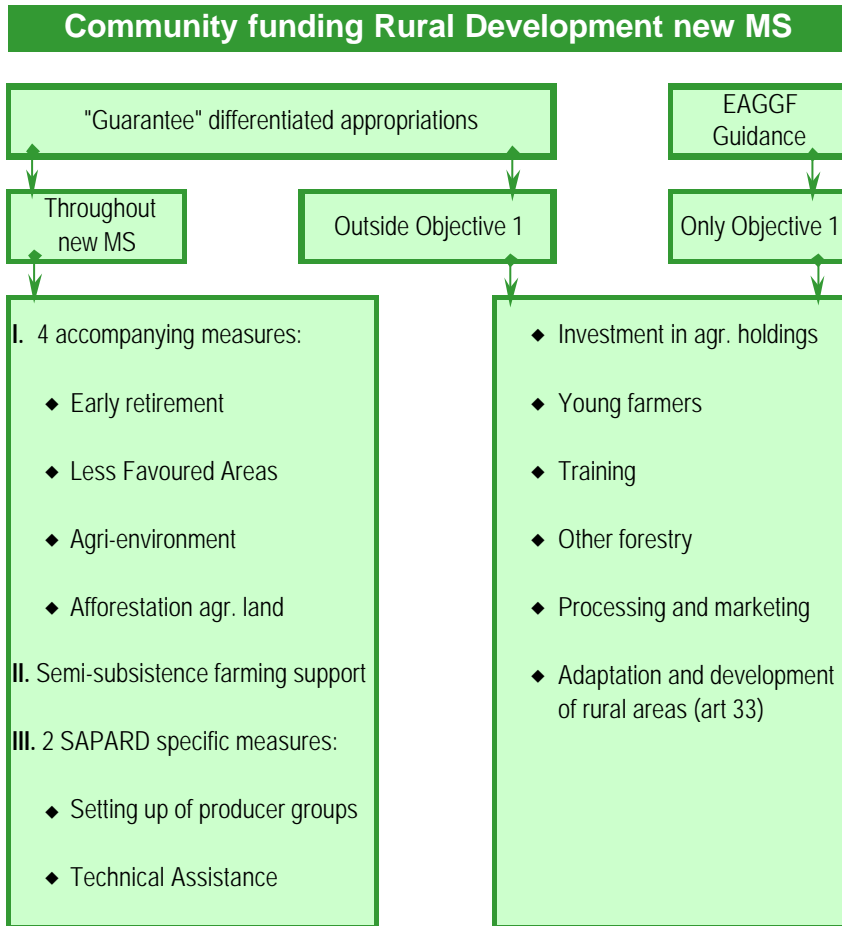 Community funding Rural Development new MS
"Guarantee" differentiated appropriations
EAGGF
Guidance
Throughout
new MS
Outside Objective 1
Only Objective 1
I. 4 accompanying measures:
◆ Early retirement
◆ Less Favoured Areas
◆ Agri-environment
◆ Afforestation agr. land
II. Semi-subsistence farming support
III. 2 SAPARD specific measures:
◆ Setting up of producer groups
◆ Technical Assistance
◆ Investment in agr. holdings
◆ Young farmers
◆ Training
◆ Other forestry
◆ Processing and marketing
◆ Adaptation and development
of rural areas (art 33)